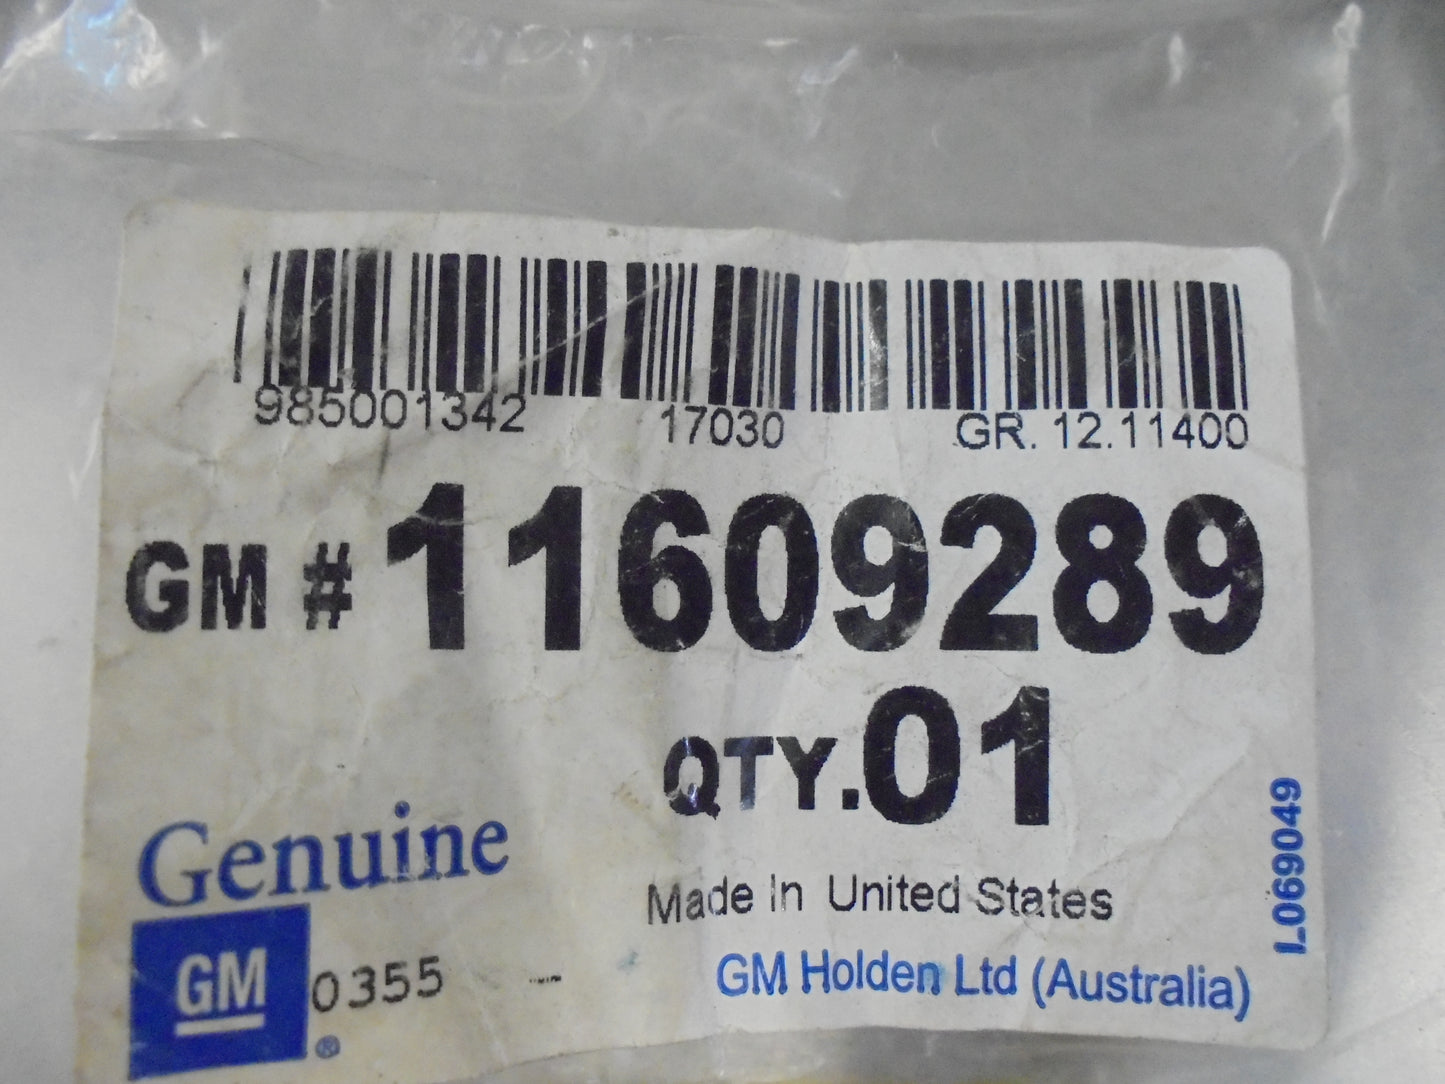 985001342 17030 GR. 12.11400
GM # 11609289
QTY. 01
Genuine
Made In United States
GM 0355 -
GM Holden Ltd (Australia)
®
L069049